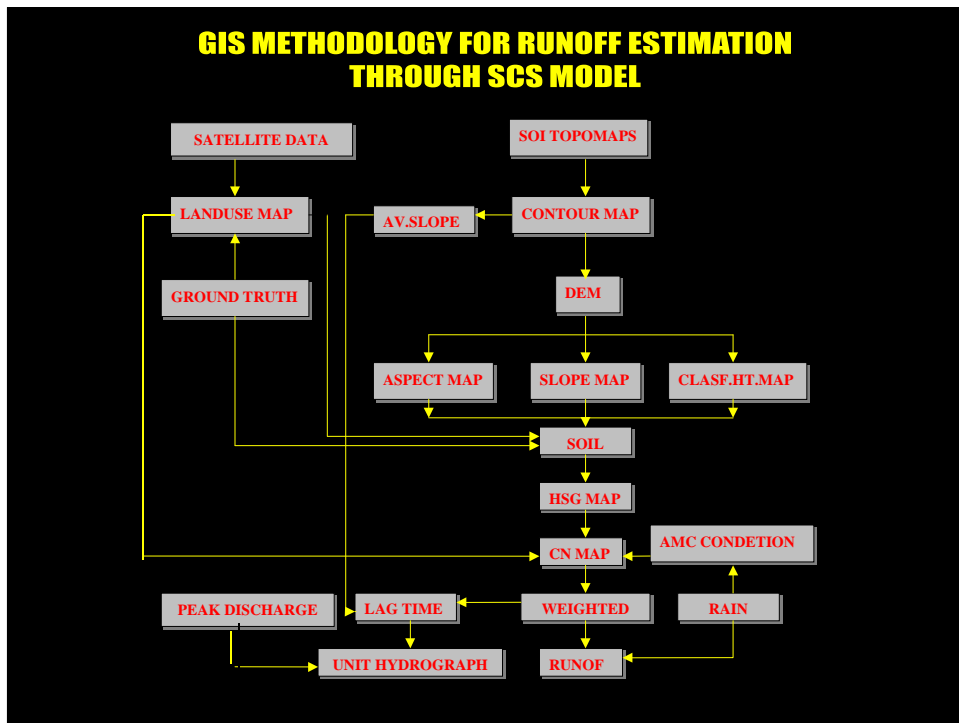 GIS METHODOLOGY FOR RUNOFF ESTIMATION
THROUGH SCS MODEL
SATELLITE DATA
SOI TOPOMAPS
LANDUSE MAP
AV.SLOPE
CONTOUR MAP
GROUND TRUTH
DEM
ASPECT MAP
SLOPE MAP
CLASF.HT.MAP
SOIL
HSG MAP
CN MAP
AMC CONDETION
PEAK DISCHARGE
LAG TIME
WEIGHTED
RAIN
UNIT HYDROGRAPH
RUNOF